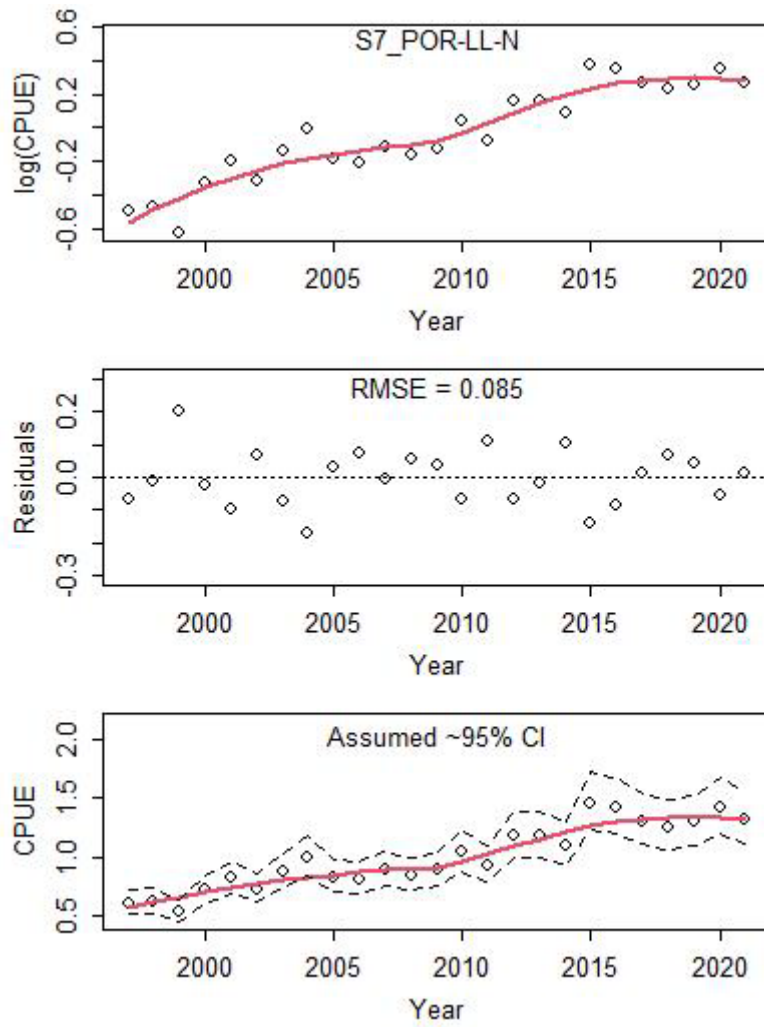 S7_POR-LL-N
log(CPUE)
0.6
0.2
-0.2
-0.6
2000 2005 2010 2015 2020
Year
RMSE = 0.085
Residuals
0.2
0.0
-0.3
2000 2005 2010 2015 2020
Year
Assumed ~95% CI
CPUE
2.0
1.5
1.0
0.5
2000 2005 2010 2015 2020
Year